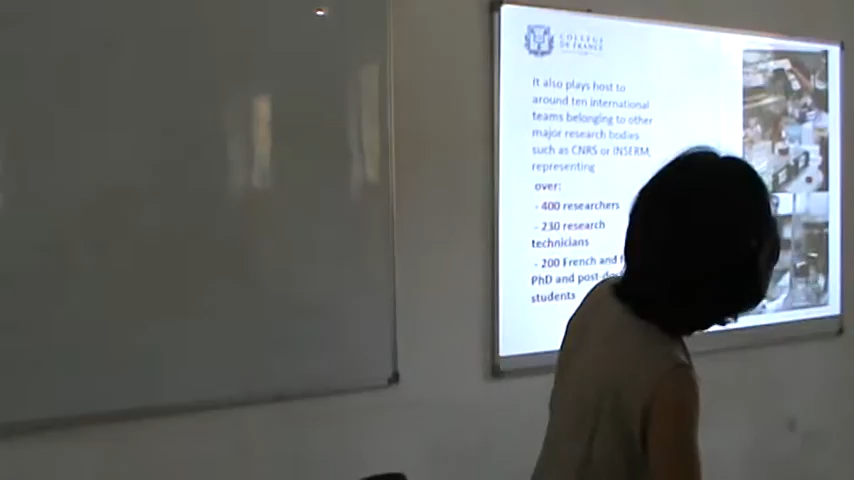 COLLEGE
DE FRANCE
It also plays host to
around ten international
teams belonging to other
major research bodies
such as CNRS or INSERM,
representing
over:
- 400 researchers
- 230 research
technicians
- 200 French and
PhD and post-
students